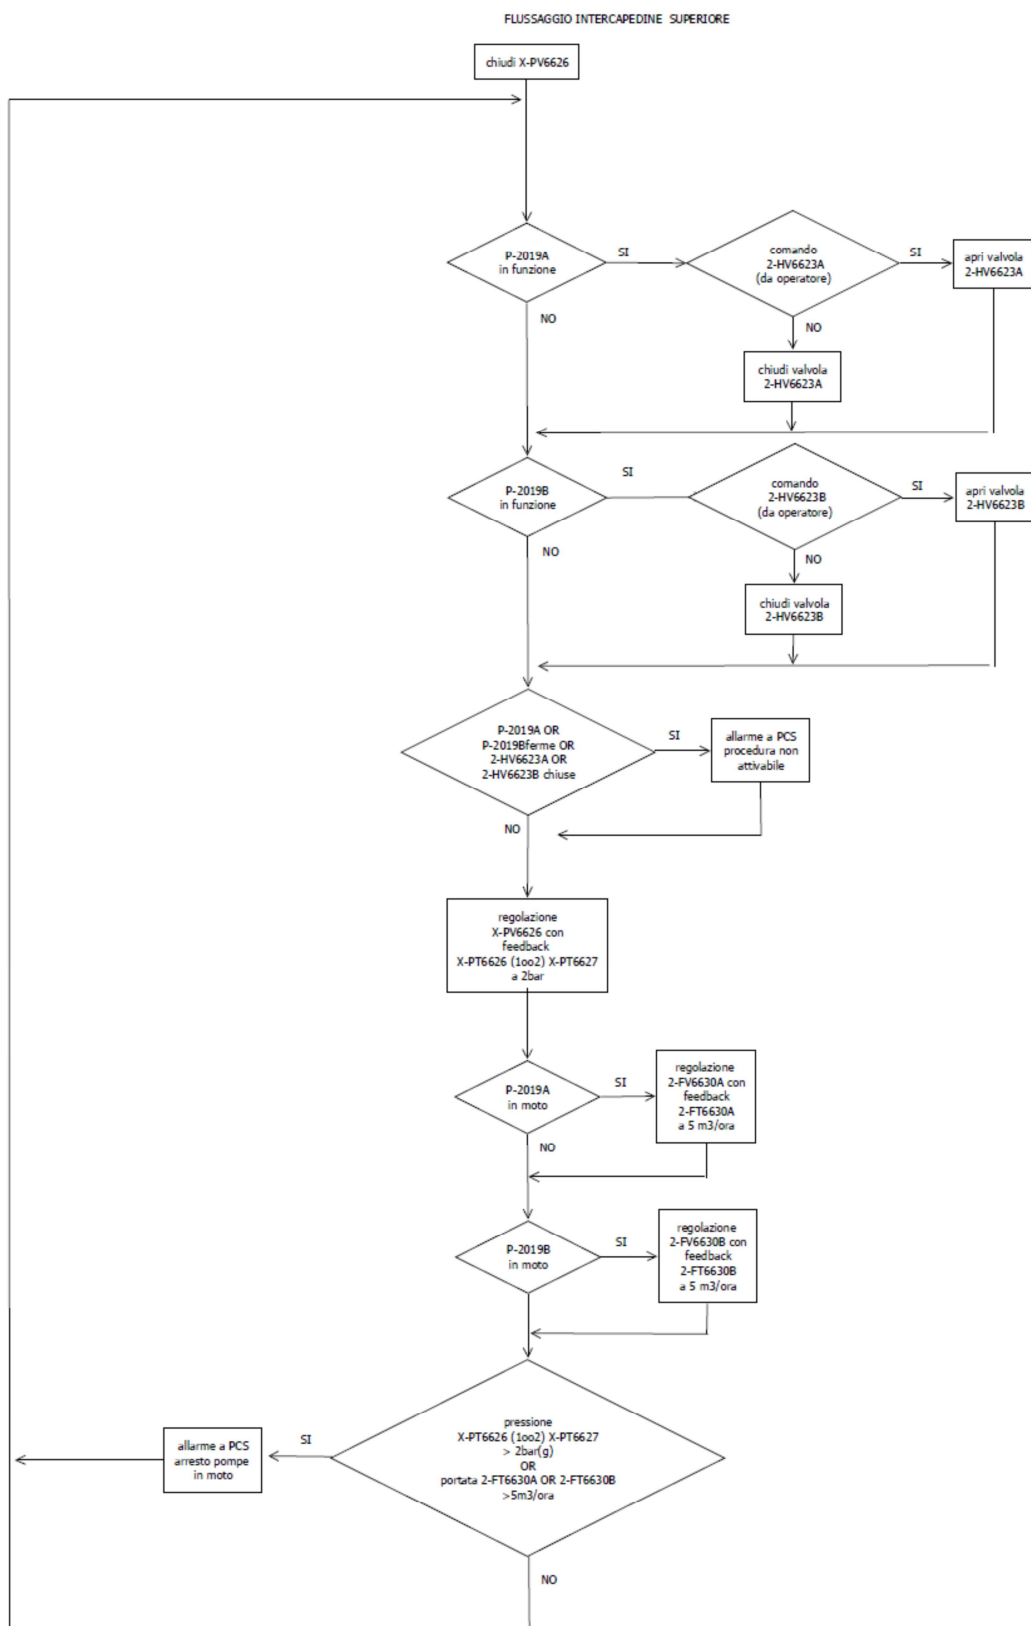 FLUSSAGGIO INTERCAPEDINE SUPERIORE
chiudi X-PV6626
P-2019A
in funzione
SI
comando
2-HV6623A
(da operatore)
SI
apri valvola
2-HV6623A
NO
NO
chiudi valvola
2-HV6623A
P-2019B
in funzione
SI
comando
2-HV6623B
(da operatore)
SI
apri valvola
2-HV6623B
NO
NO
chiudi valvola
2-HV6623B
P-2019A OR
P-2019Bferme OR
2-HV6623A OR
2-HV6623B chiuse
SI
allarme a PCS
procedura non
attivabile
NO
regolazione
X-PV6626 con
feedback
X-PT6626 (1oo2) X-PT6627
a 2bar
P-2019A
in moto
SI
regolazione
2-FV6630A con
feedback
2-FT6630A
a 5 m3/ora
NO
P-2019B
in moto
SI
regolazione
2-FV6630B con
feedback
2-FT6630B
a 5 m3/ora
pressione
X-PT6626 (1oo2) X-PT6627
> 2bar(g)
OR
portata 2-FT6630A OR 2-FT6630B
>5m3/ora
SI
allarme a PCS
arresto pompe
in moto
NO